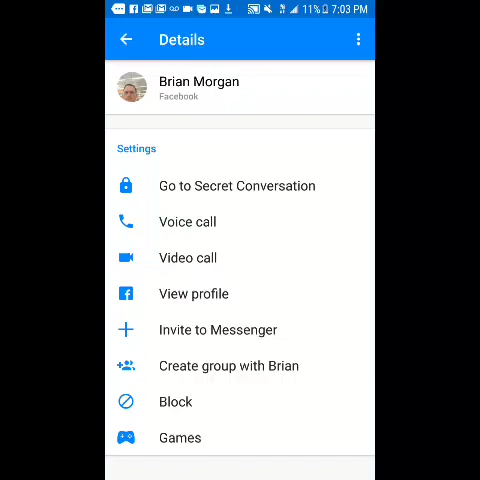 11% 7:03 PM
Details
Brian Morgan
Facebook
Settings
Go to Secret Conversation
Voice call
Video call
View profile
Invite to Messenger
Create group with Brian
Block
Games